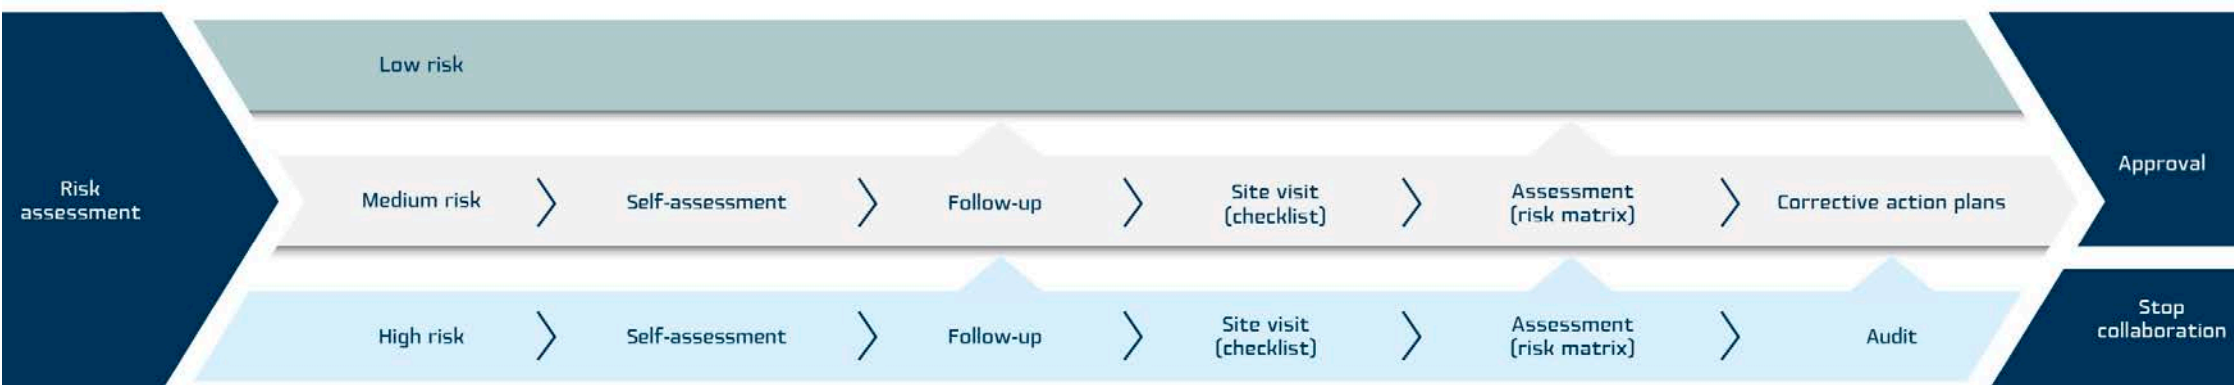 Risk
assessment
Low risk
Medium risk
Self-assessment
Follow-up
Site visit
(checklist)
Assessment
(risk matrix)
Corrective action plans
High risk
Self-assessment
Follow-up
Site visit
(checklist)
Assessment
(risk matrix)
Audit
Approval
Stop
collaboration